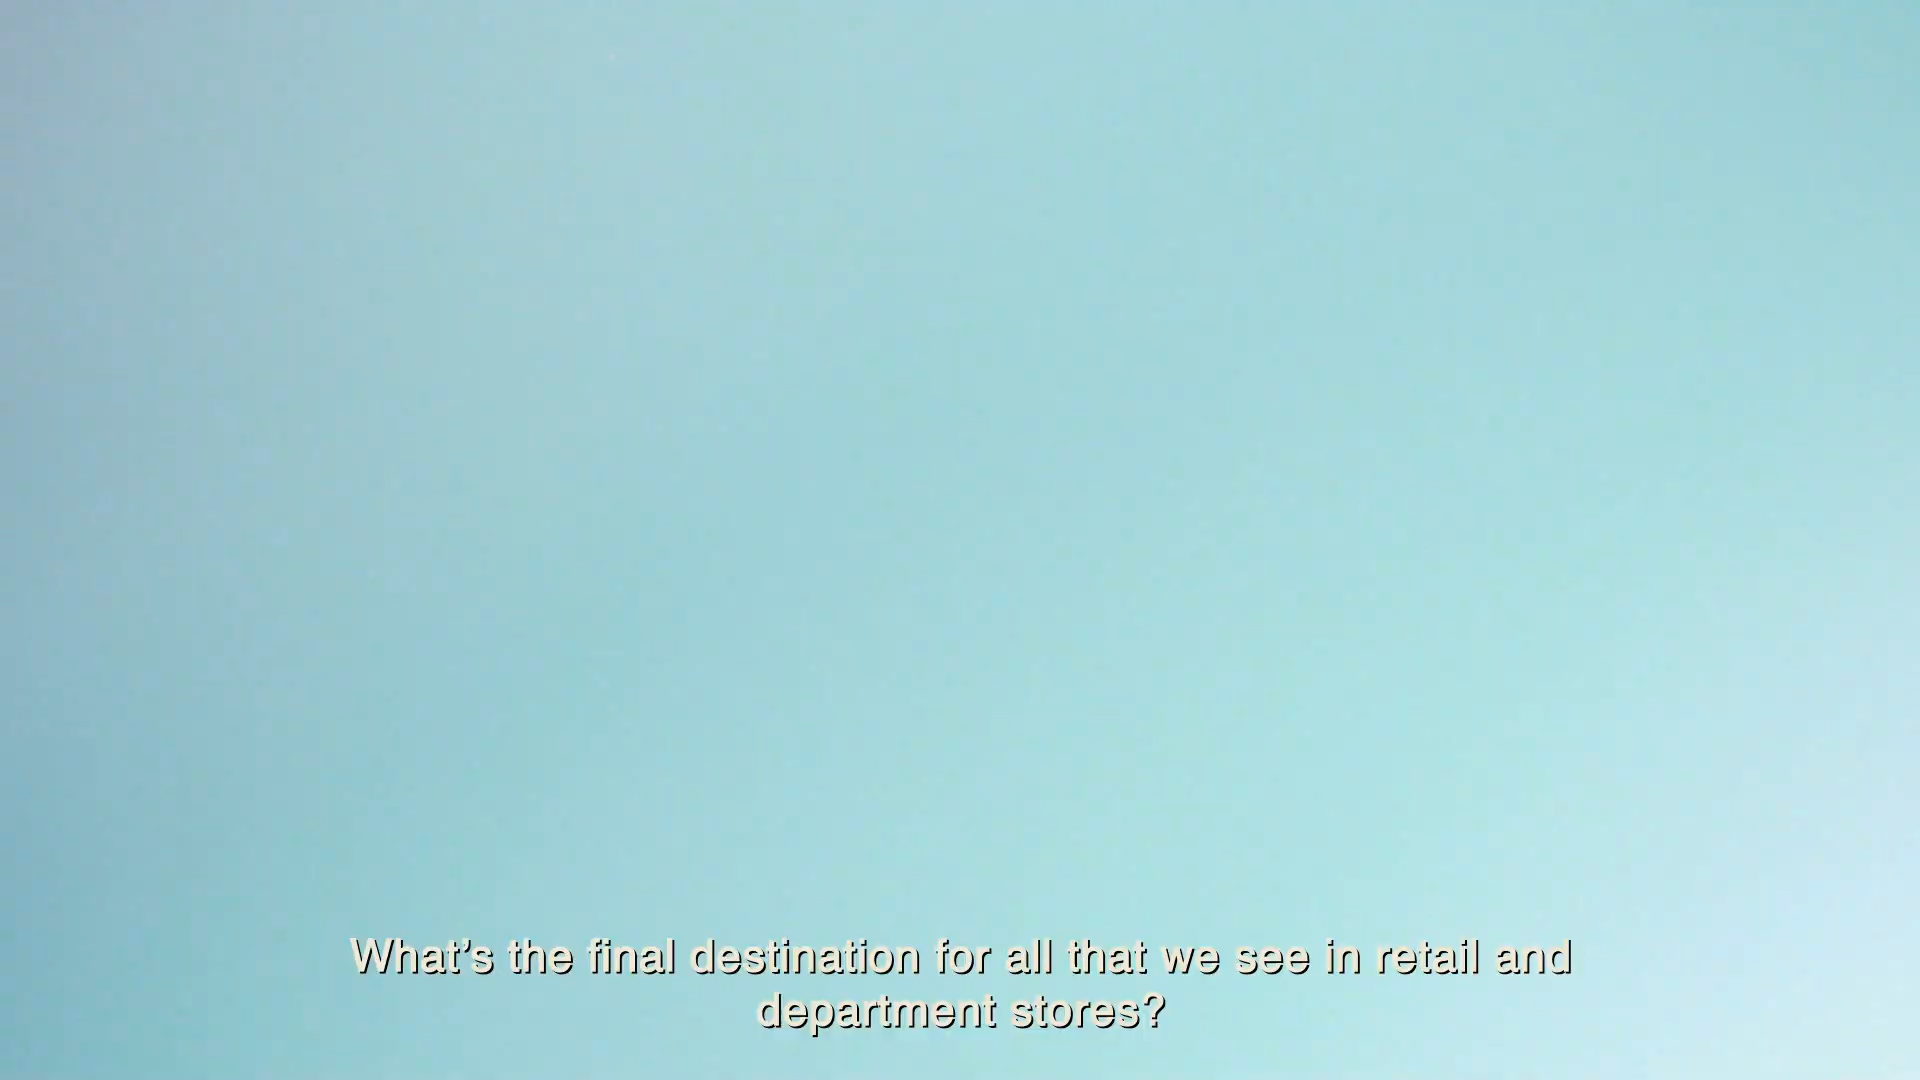 What’s the final destination for all that we see in retail and
department stores?